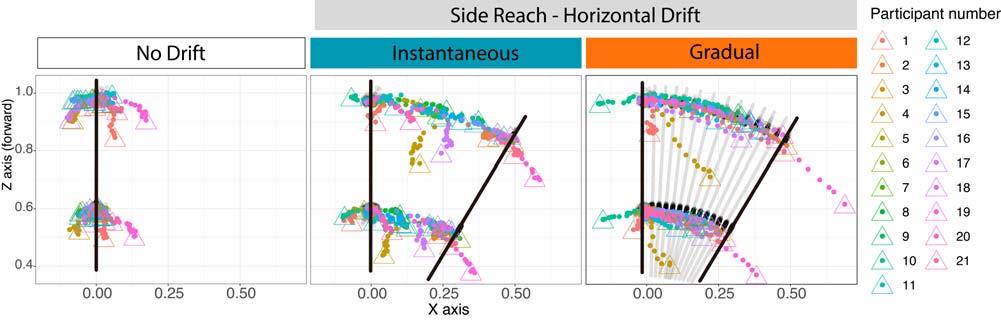 Side Reach - Horizontal Drift
No Drift
Instantaneous
Gradual
Z axis (forward)
1.0
0.8
0.6
0.4
0.00 0.25 0.50
0.00 0.25 0.50
0.00 0.25 0.50
X axis
Participant number
1 12
2 13
3 14
4 15
5 16
6 17
7 18
8 19
9 20
10 21
11